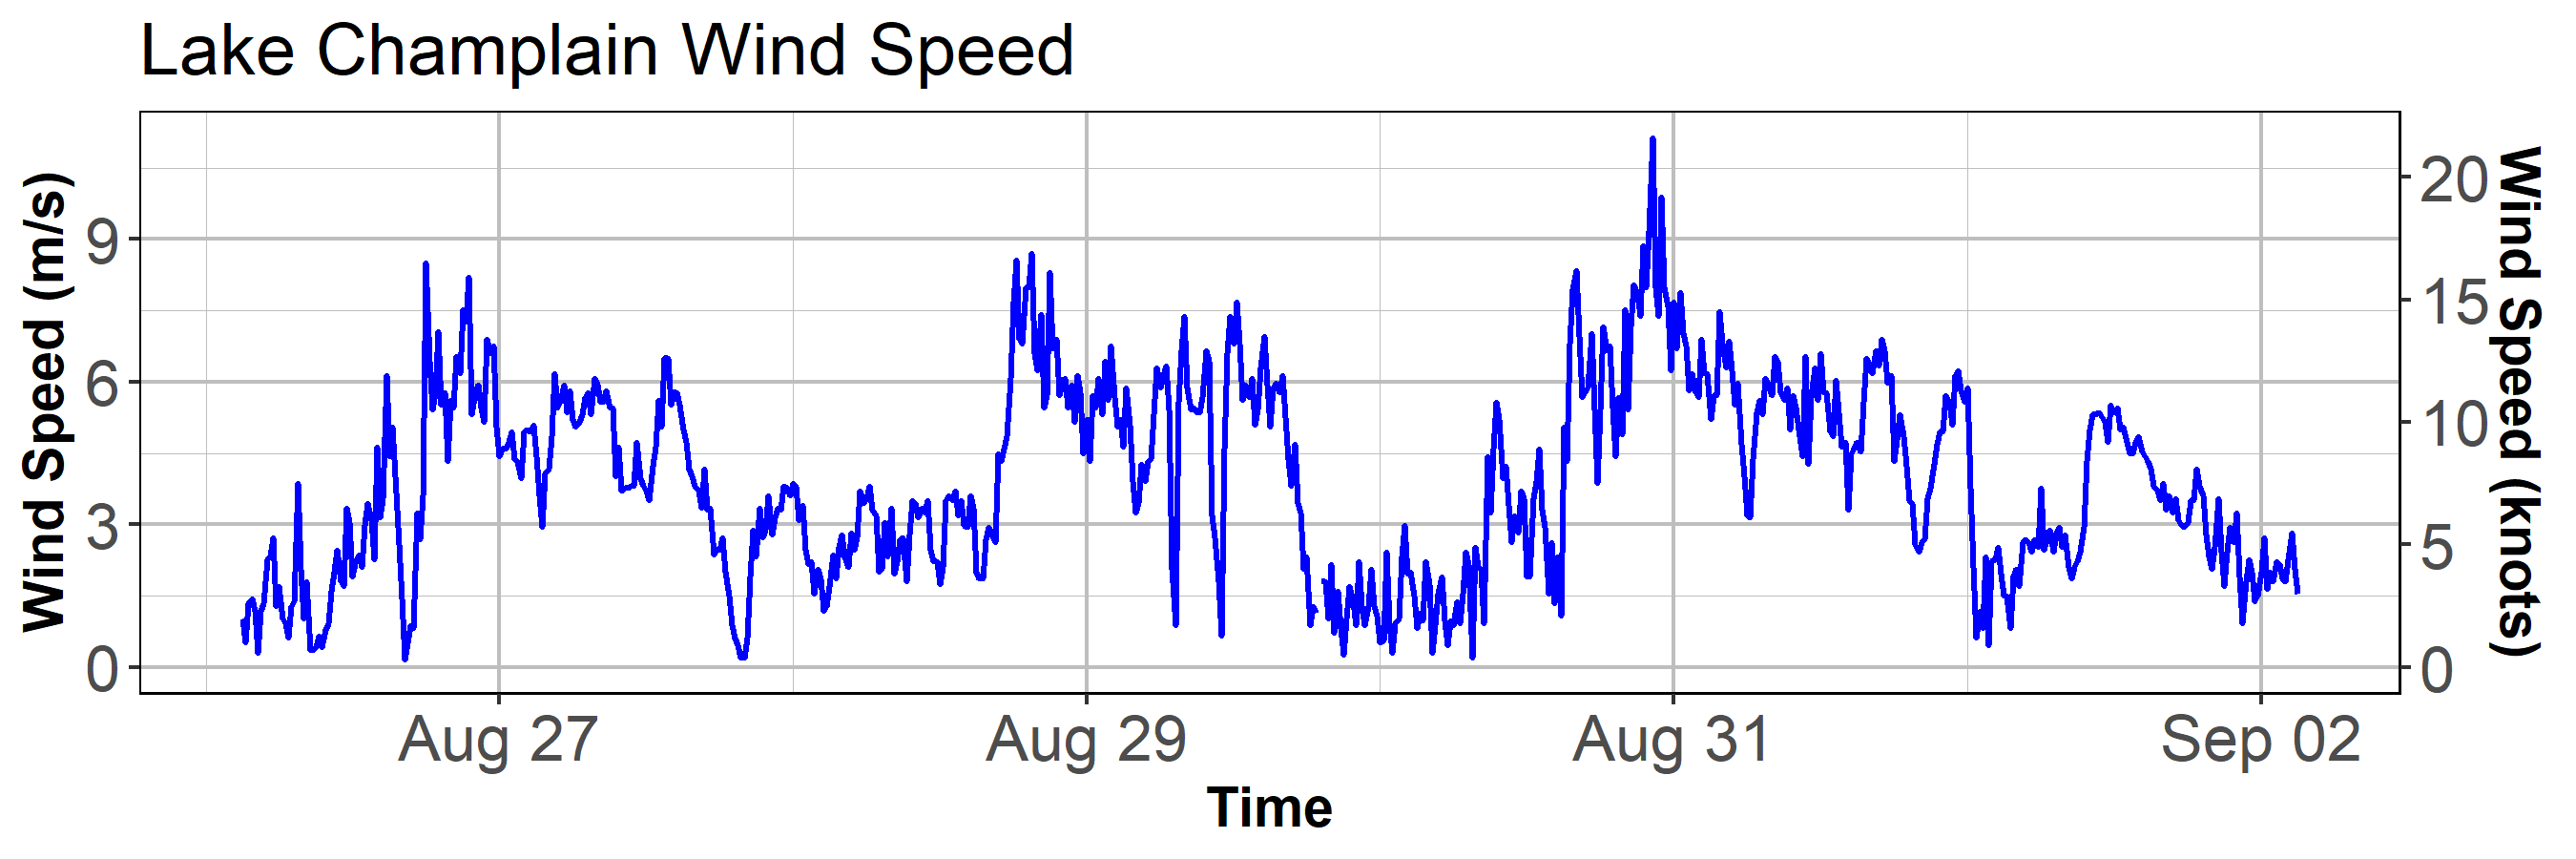 Lake Champlain Wind Speed
Wind Speed (m/s)
9
6
3
0
20
15
10
5
0
Wind Speed (knots)
Aug 27
Aug 29
Aug 31
Sep 02
Time